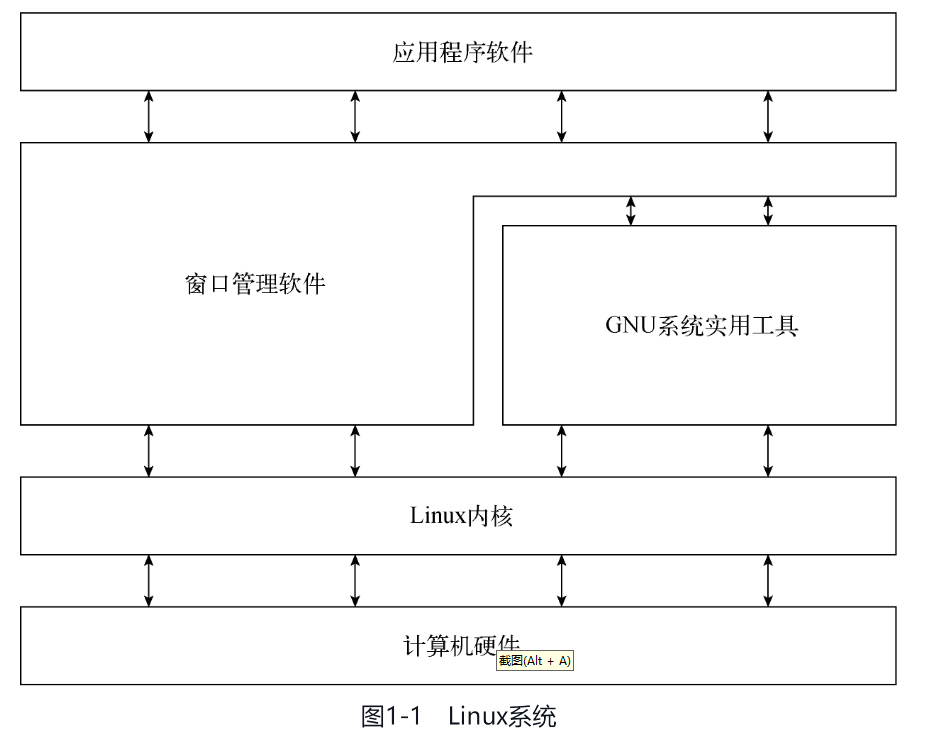 应用程序软件
窗口管理软件
GNU系统实用工具
Linux内核
计算机硬件
截图(Alt + A)
图1-1 Linux系统